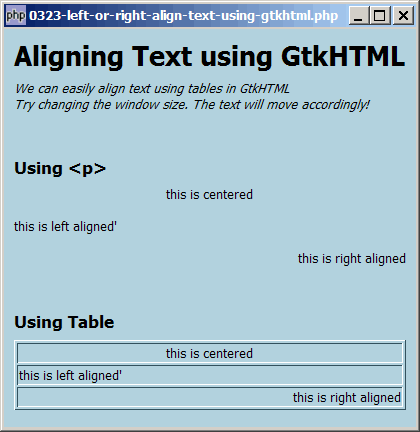 php 0323-left-or-right-align-text-using-gtkhtml.php
Aligning Text using GtkHTML
We can easily align text using tables in GtkHTML
Try changing the window size. The text will move accordingly!
Using <p>
this is centered
this is left aligned'
this is right aligned
Using Table
this is centered
this is left aligned'
this is right aligned